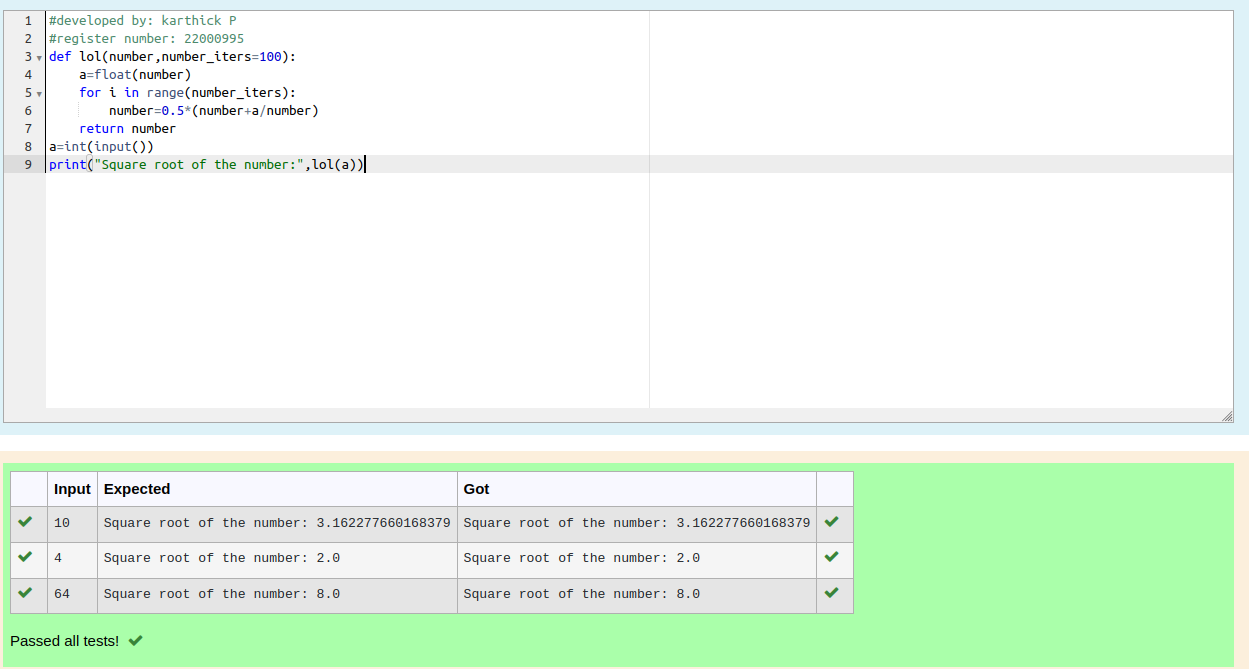 1 #developed by: karthick P
2 #register number: 22000995
3 def lol(number,number_iters=100):
4     a=float(number)
5     for i in range(number_iters):
6         number=0.5*(number+a/number)
7     return number
8 a=int(input())
9 print("Square root of the number:",lol(a))
Input Expected Got
10 Square root of the number: 3.162277660168379 Square root of the number: 3.162277660168379
4 Square root of the number: 2.0 Square root of the number: 2.0
64 Square root of the number: 8.0 Square root of the number: 8.0
Passed all tests!